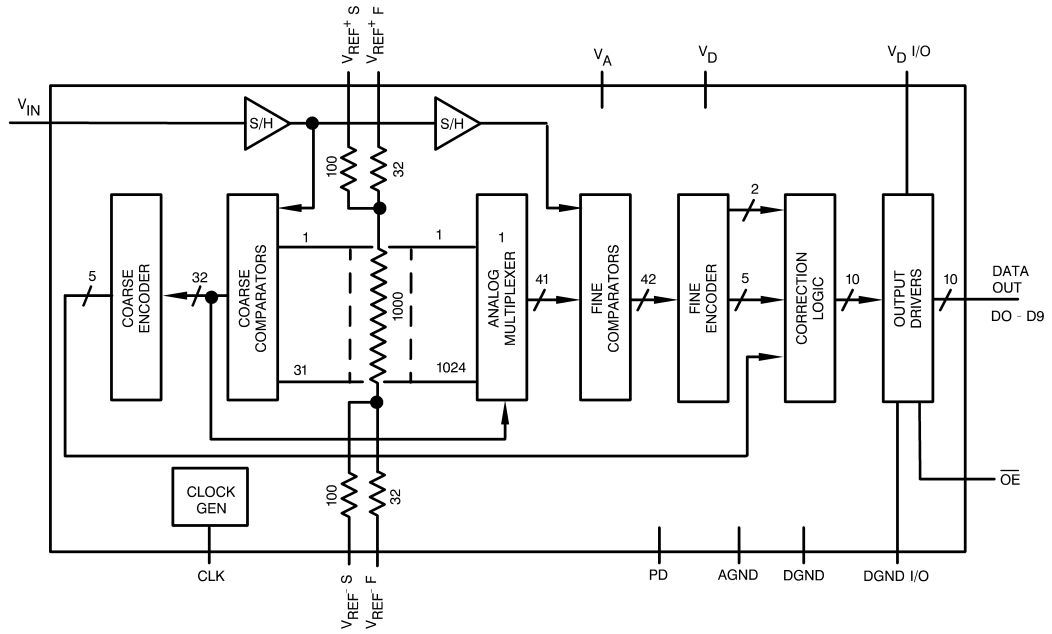 VREF+ S
VREF+ F
VA
VD
VD I/O
VIN
S/H
S/H
100
32
2
1
1
1
5
COARSE
ENCODER
32
COARSE
COMPARATORS
1000
ANALOG
MULTIPLEXER
41
FINE
COMPARATORS
42
FINE
ENCODER
5
CORRECTION
LOGIC
10
OUTPUT
DRIVERS
10
DATA
OUT
DO - D9
31
1024
100
32
CLOCK
GEN
OE
CLK
VREF- S
VREF- F
PD
AGND
DGND
DGND I/O